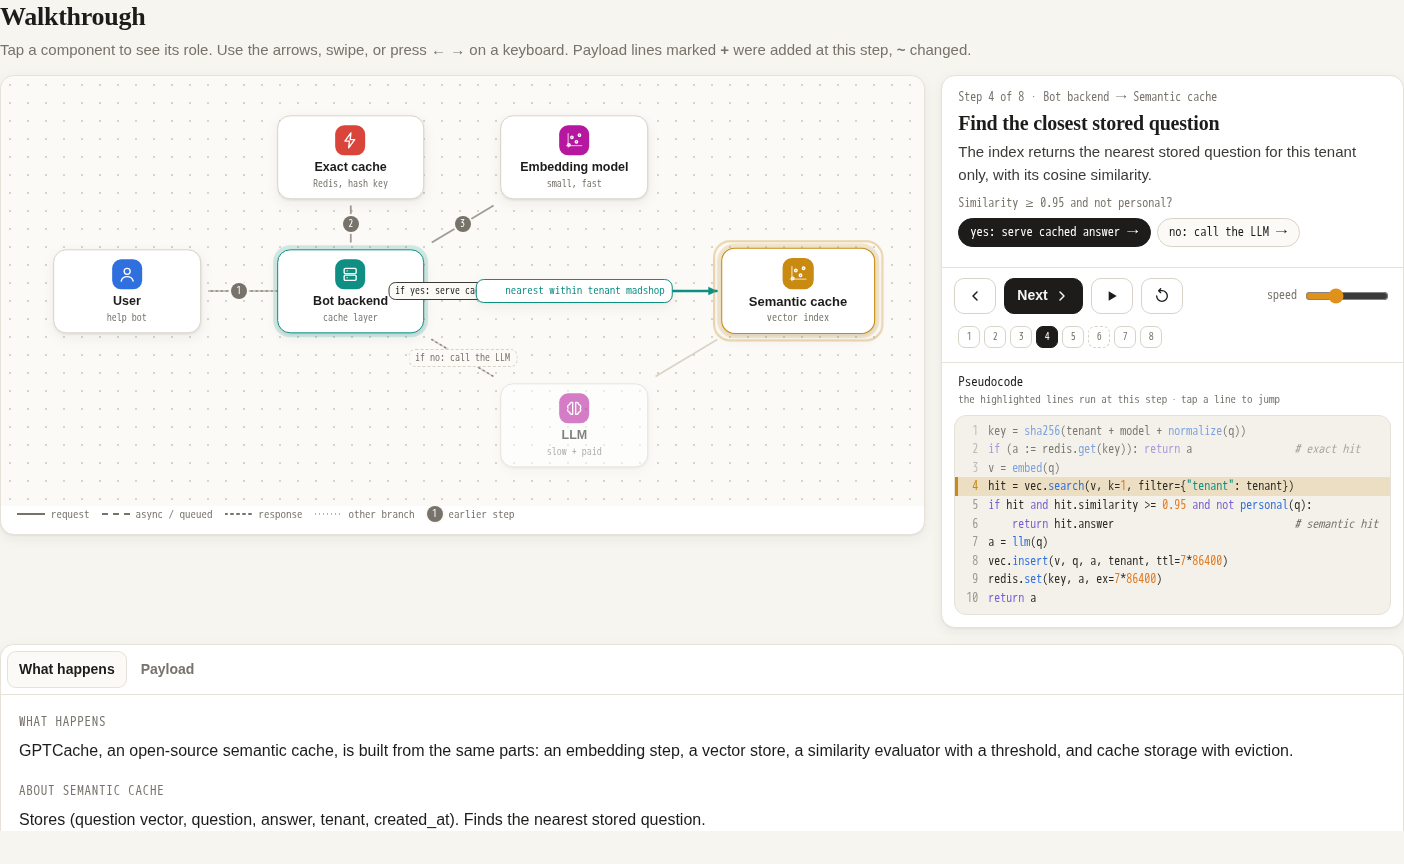 Walkthrough
Tap a component to see its role. Use the arrows, swipe, or press ← → on a keyboard. Payload lines marked + were added at this step, ~ changed.
Exact cache
Redis, hash key
Embedding model
small, fast
2
3
User
help bot
1
Bot backend
cache layer
if yes: serve ca
nearest within tenant madshop
Semantic cache
vector index
if no: call the LLM
LLM
slow + paid
request
async / queued
response
other branch
1 earlier step
Step 4 of 8 · Bot backend → Semantic cache
Find the closest stored question
The index returns the nearest stored question for this tenant
only, with its cosine similarity.
Similarity ≥ 0.95 and not personal?
yes: serve cached answer →
no: call the LLM →
Next
speed
1 2 3 4 5 6 7 8
Pseudocode
the highlighted lines run at this step · tap a line to jump
1 key = sha256(tenant + model + normalize(q))
2 if (a := redis.get(key)): return a # exact hit
3 v = embed(q)
4 hit = vec.search(v, k=1, filter={"tenant": tenant})
5 if hit and hit.similarity >= 0.95 and not personal(q):
6 return hit.answer # semantic hit
7 a = llm(q)
8 vec.insert(v, q, a, tenant, ttl=7*86400)
9 redis.set(key, a, ex=7*86400)
10 return a
What happens
Payload
WHAT HAPPENS
GPTCache, an open-source semantic cache, is built from the same parts: an embedding step, a vector store, a similarity evaluator with a threshold, and cache storage with eviction.
ABOUT SEMANTIC CACHE
Stores (question vector, question, answer, tenant, created_at). Finds the nearest stored question.